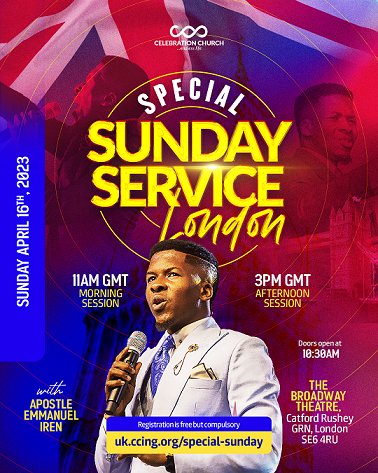 CELEBRATION CHURCH
SPECIAL
SUNDAY
SERVICE
London
SUNDAY APRIL 16TH, 2023
11AM GMT
MORNING
SESSION
3PM GMT
AFTERNOON
SESSION
Doors open at
10:30AM
with
APOSTLE
EMMANUEL
IREN
THE
BROADWAY
THEATRE,
Catford Rushey
GRN, London
SE6 4RU
Registration is free but compulsory
uk.ccing.org/special-sunday